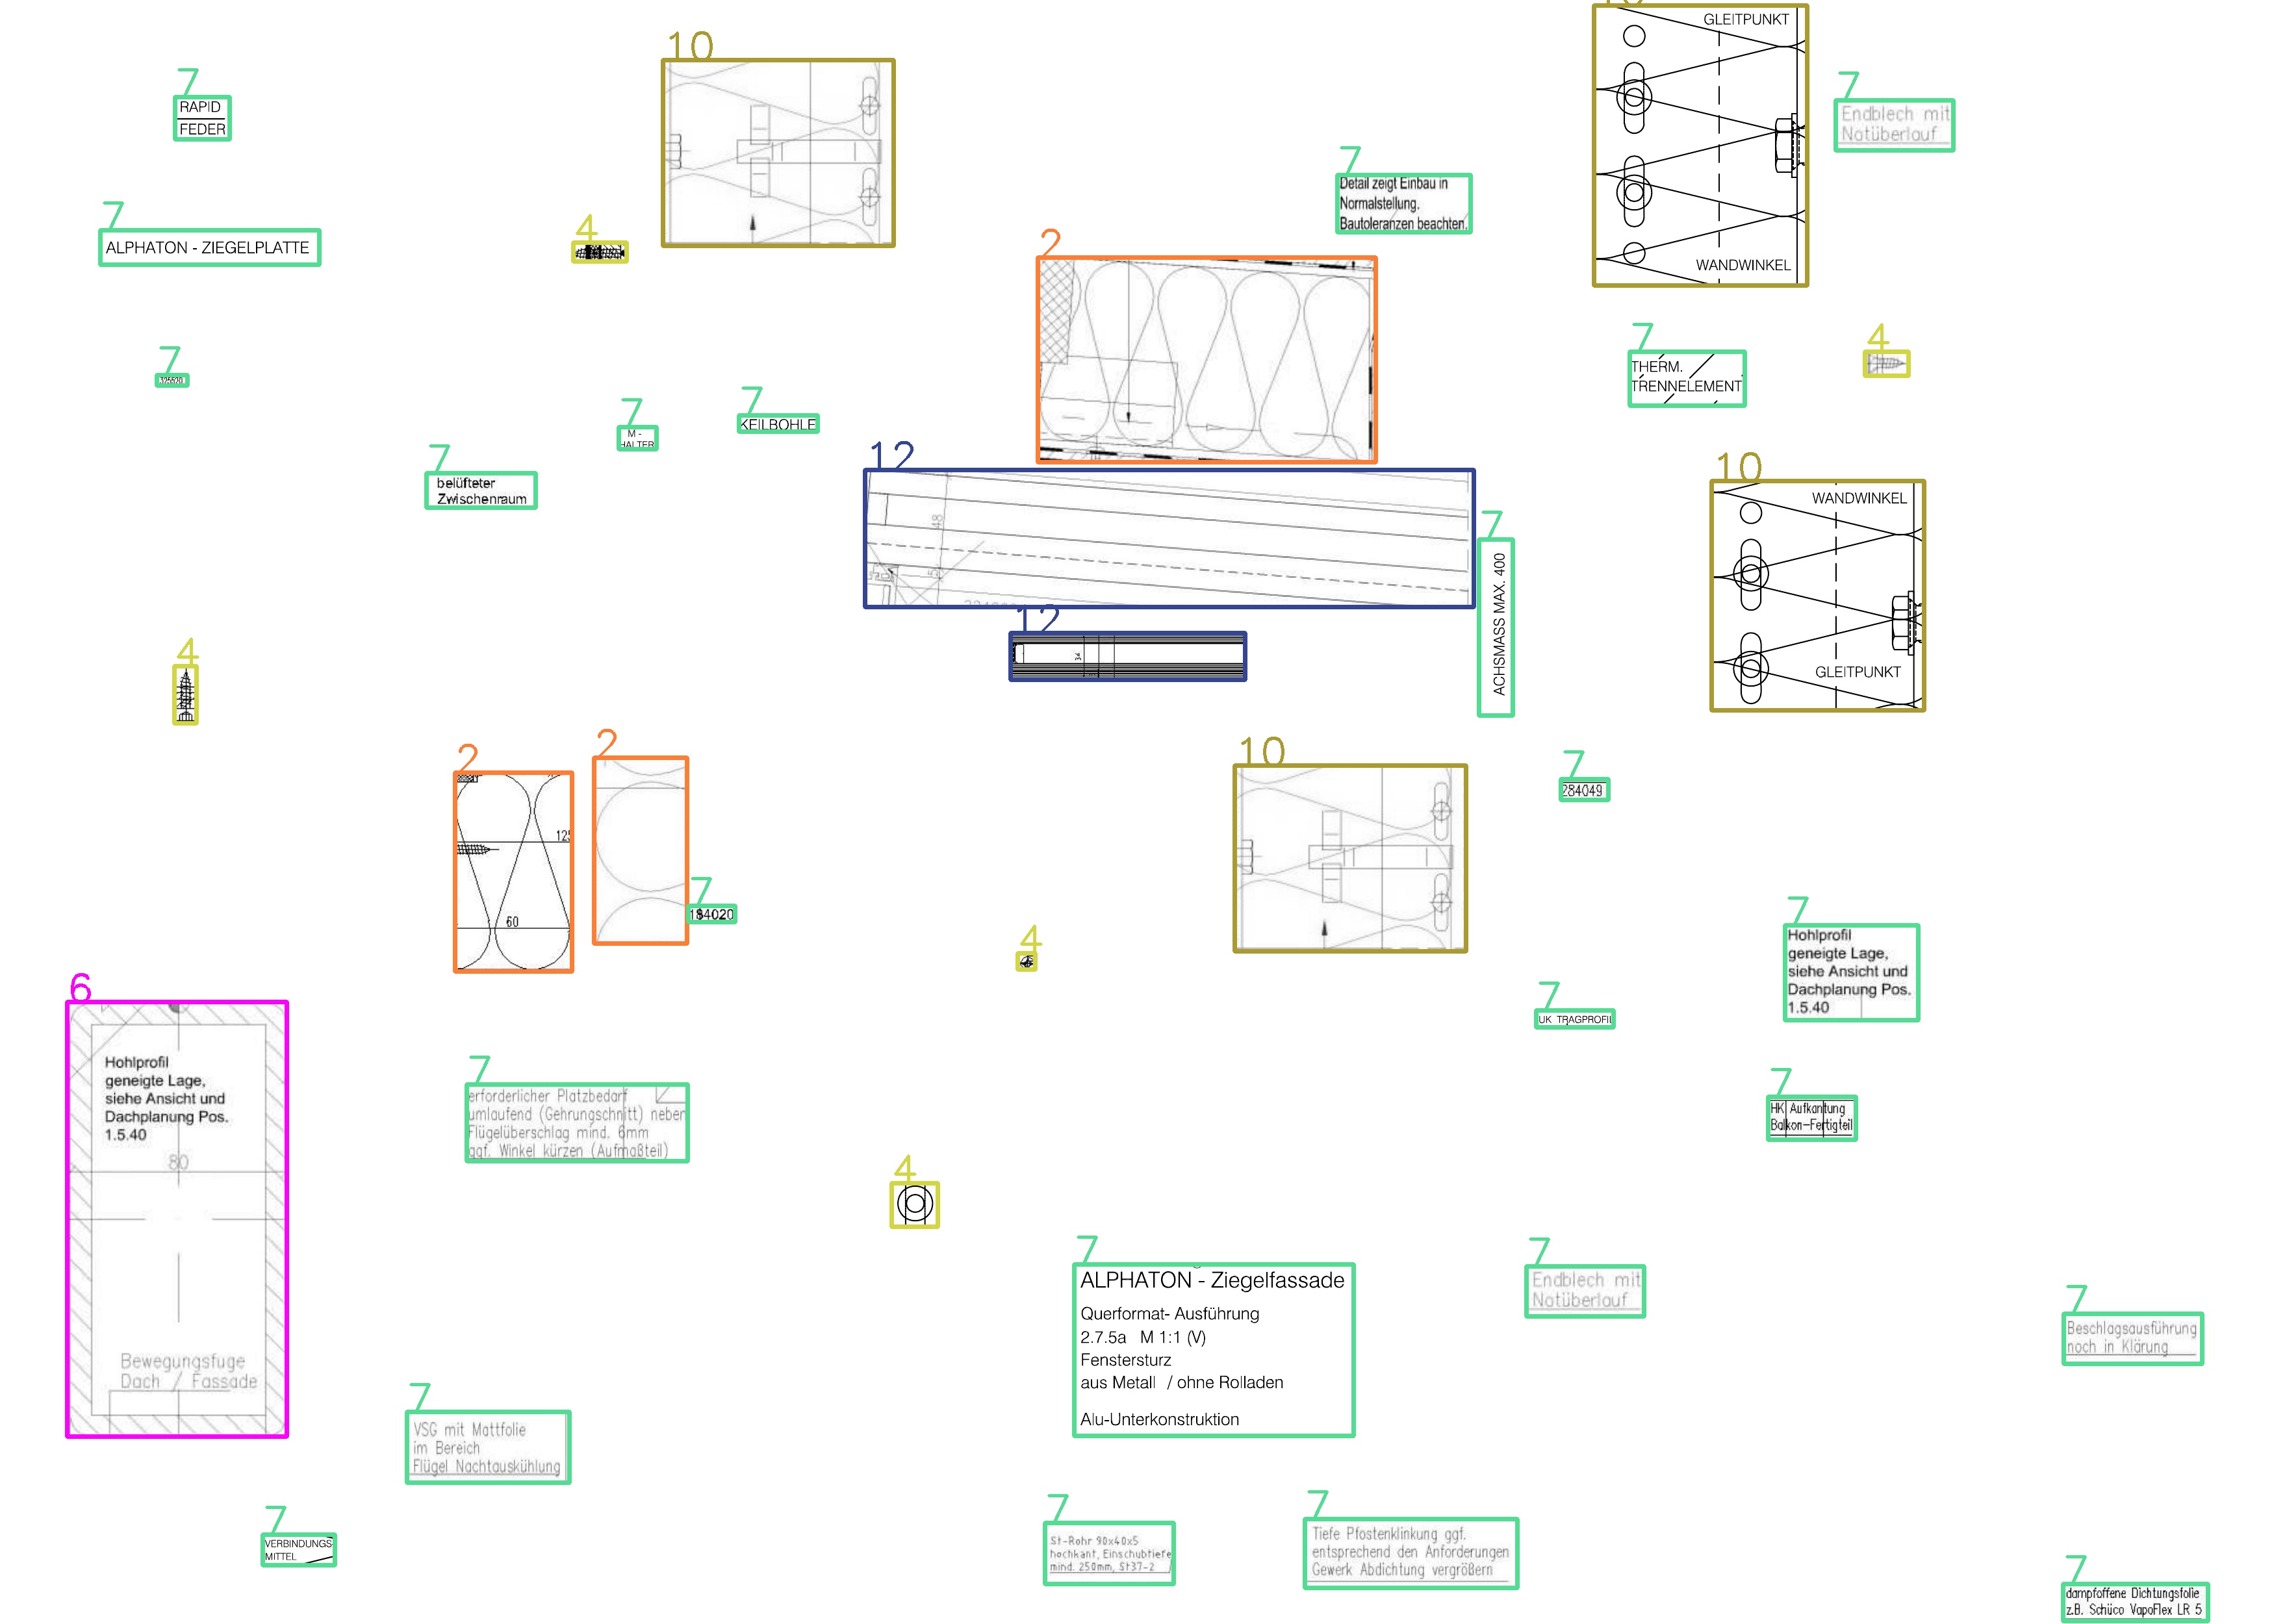 10
7
RAPID
FEDER
10
GLEITPUNKT
WANDWINKEL
7
Endblech mit
Notüberlauf
7
Detail zeigt Einbau in
Normalstellung.
Bautoleranzen beachten.
7
ALPHATON - ZIEGELPLATTE
4
2
7
THERM.
TRENNELEMENT
4
7
7
M -
HALTER
7
KEILBOHLE
7
belüfteter
Zwischenraum
12
48
10
WANDWINKEL
GLEITPUNKT
7
ACHSMASS MAX. 400
12
34
4
2
125
60
2
7
184020
10
7
284049
4
7
Hohlprofil
geneigte Lage,
siehe Ansicht und
Dachplanung Pos.
1.5.40
6
Hohlprofil
geneigte Lage,
siehe Ansicht und
Dachplanung Pos.
1.5.40
80
Bewegungsfuge
Dach / Fassade
7
UK TRAGPROFIL
7
erforderlicher Platzbedarf
umlaufend (Gehrungschnitt) neben
Flügelüberschlag mind. 6mm
ggf. Winkel kürzen (Aufmaßteil)
7
HK Aufkantung
Balkon-Fertigteil
4
7
ALPHATON - Ziegelfassade
Querformat- Ausführung
2.7.5a M 1:1 (V)
Fenstersturz
aus Metall / ohne Rolladen
Alu-Unterkonstruktion
7
Endblech mit
Notüberlauf
7
Beschlagsausführung
noch in Klärung
7
VSG mit Mattfolie
im Bereich
Flügel Nachtauskühlung
7
VERBINDUNGS
MITTEL
7
St-Rohr 90x40x5
hochkant, Einschubtiefe
mind. 250mm, St37-2
7
Tiefe Pfostenklinkung ggf.
entsprechend den Anforderungen
Gewerk Abdichtung vergrößern
7
dampfoffene Dichtungsfolie
z.B. Schüco VapoFlex LR 5